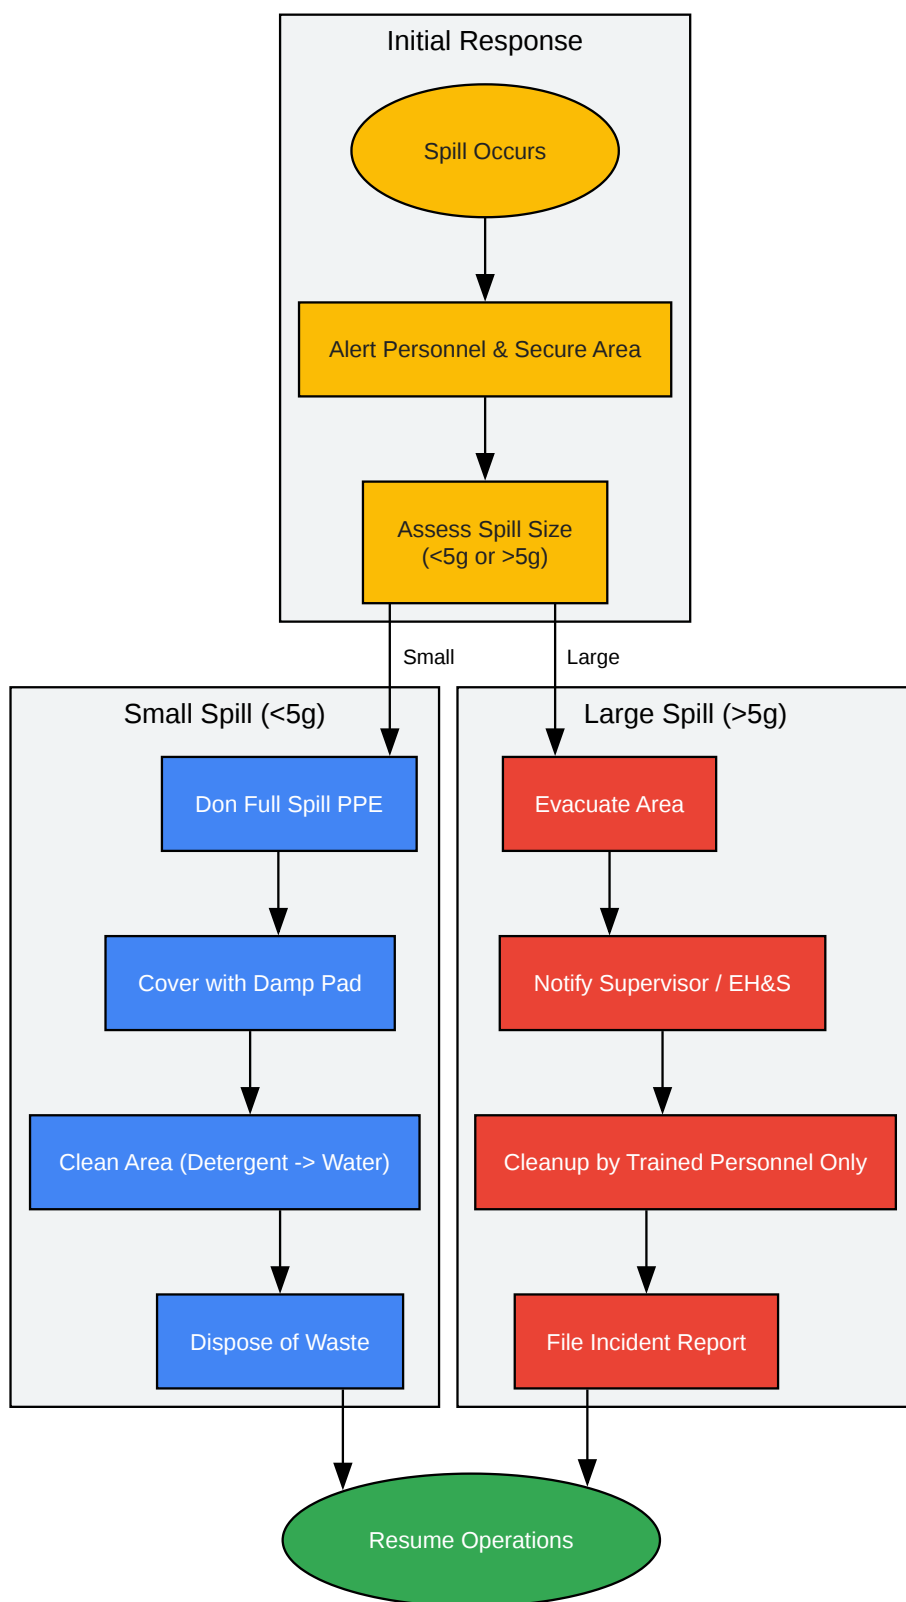 Initial Response
Spill Occurs
Alert Personnel & Secure Area
Assess Spill Size
(<5g or >5g)
Small
Large
Small Spill (<5g)
Don Full Spill PPE
Cover with Damp Pad
Clean Area (Detergent -> Water)
Dispose of Waste
Large Spill (>5g)
Evacuate Area
Notify Supervisor / EH&S
Cleanup by Trained Personnel Only
File Incident Report
Resume Operations